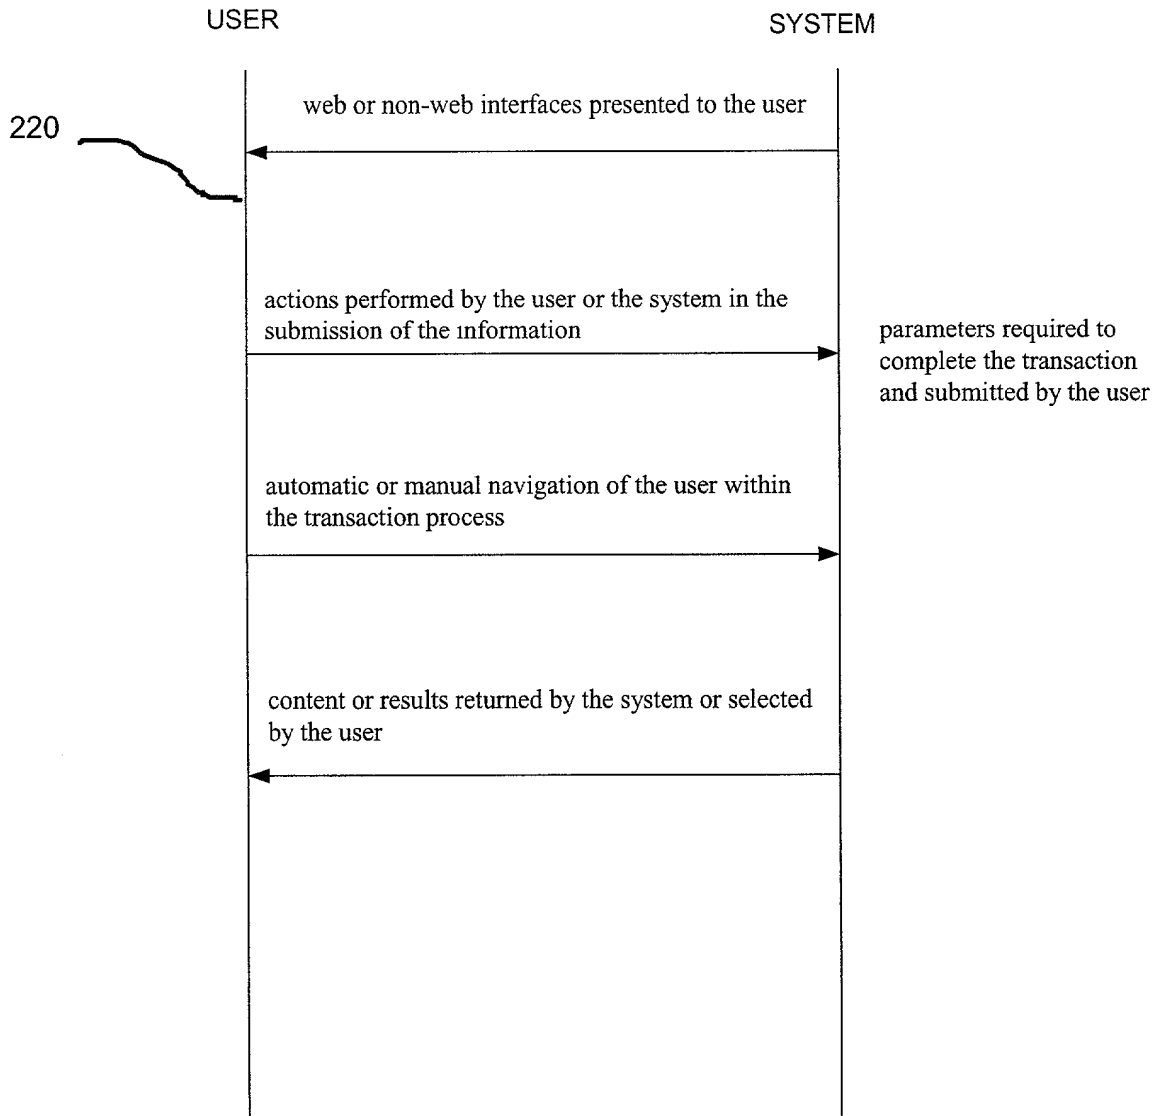 USER
SYSTEM
web or non-web interfaces presented to the user
220
actions performed by the user or the system in the
submission of the information
parameters required to
complete the transaction
and submitted by the user
automatic or manual navigation of the user within
the transaction process
content or results returned by the system or selected
by the user